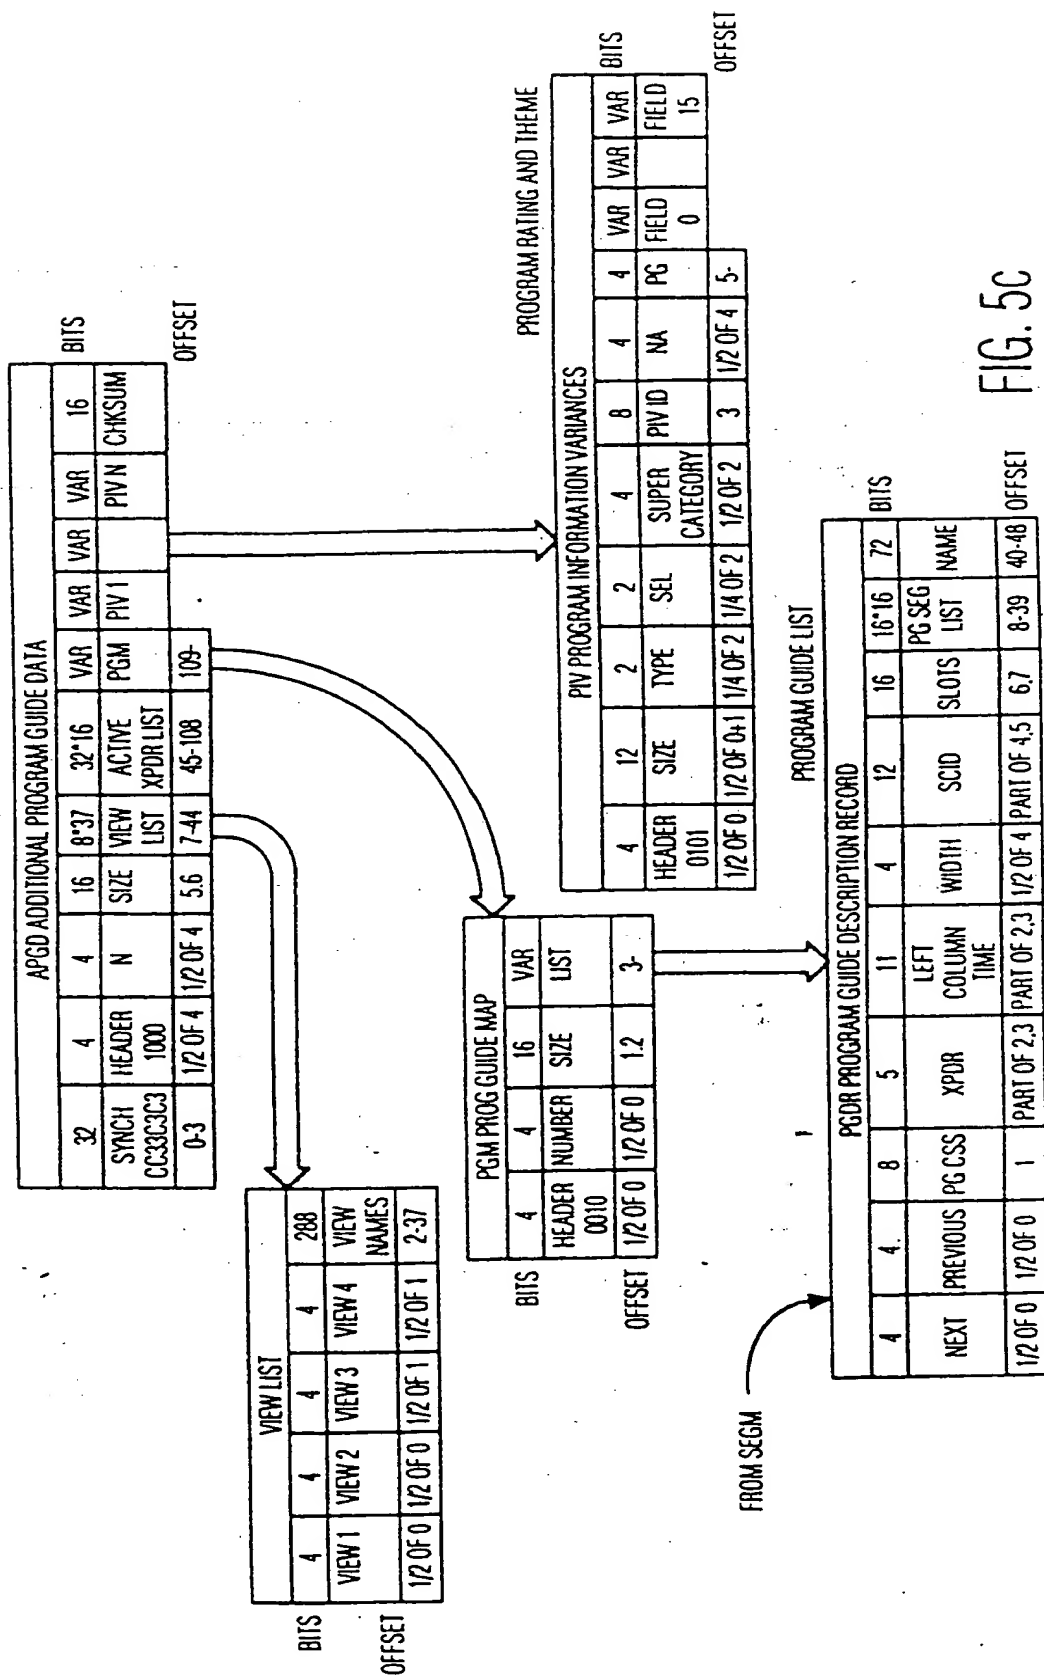 APGD ADDITIONAL PROGRAM GUIDE DATA
32 4 4 16 8*37 32*16 VAR VAR VAR VAR 16 BITS
SYNCH CC33C3C3 HEADER 1000 N SIZE VIEW LIST ACTIVE XPDR LIST PGM PIV 1 PIV N CHKSUM
0-3 1/2 OF 4 1/2 OF 4 5.6 7-44 45-108 109- OFFSET
VIEW LIST
BITS 4 4 4 4 288
VIEW 1 VIEW 2 VIEW 3 VIEW 4 VIEW NAMES
OFFSET 1/2 OF 0 1/2 OF 0 1/2 OF 1 1/2 OF 1 2-37
PGM PROG GUIDE MAP
BITS 4 4 16 VAR
HEADER 0010 NUMBER SIZE LIST
OFFSET 1/2 OF 0 1/2 OF 0 1.2 3-
PROGRAM RATING AND THEME
PIV PROGRAM INFORMATION VARIANCES
4 12 2 2 4 8 4 4 VAR VAR VAR BITS
HEADER 0101 SIZE TYPE SEL SUPER CATEGORY PIV ID NA PG FIELD 0 FIELD 15
1/2 OF 0 1/2 OF 0+1 1/4 OF 2 1/4 OF 2 1/2 OF 2 3 1/2 OF 4 5- OFFSET
PROGRAM GUIDE LIST
FROM SEGM
PGDR PROGRAM GUIDE DESCRIPTION RECORD
4 4. 8 5 11 4 12 16 16*16 72 BITS
NEXT PREVIOUS PG CSS XPDR LEFT COLUMN TIME WIDTH SCID SLOTS PG SEG LIST NAME
1/2 OF 0 1/2 OF 0 1 PART OF 2,3 PART OF 2,3 1/2 OF 4 PART OF 4,5 6,7 8-39 40-48 OFFSET
FIG. 5C